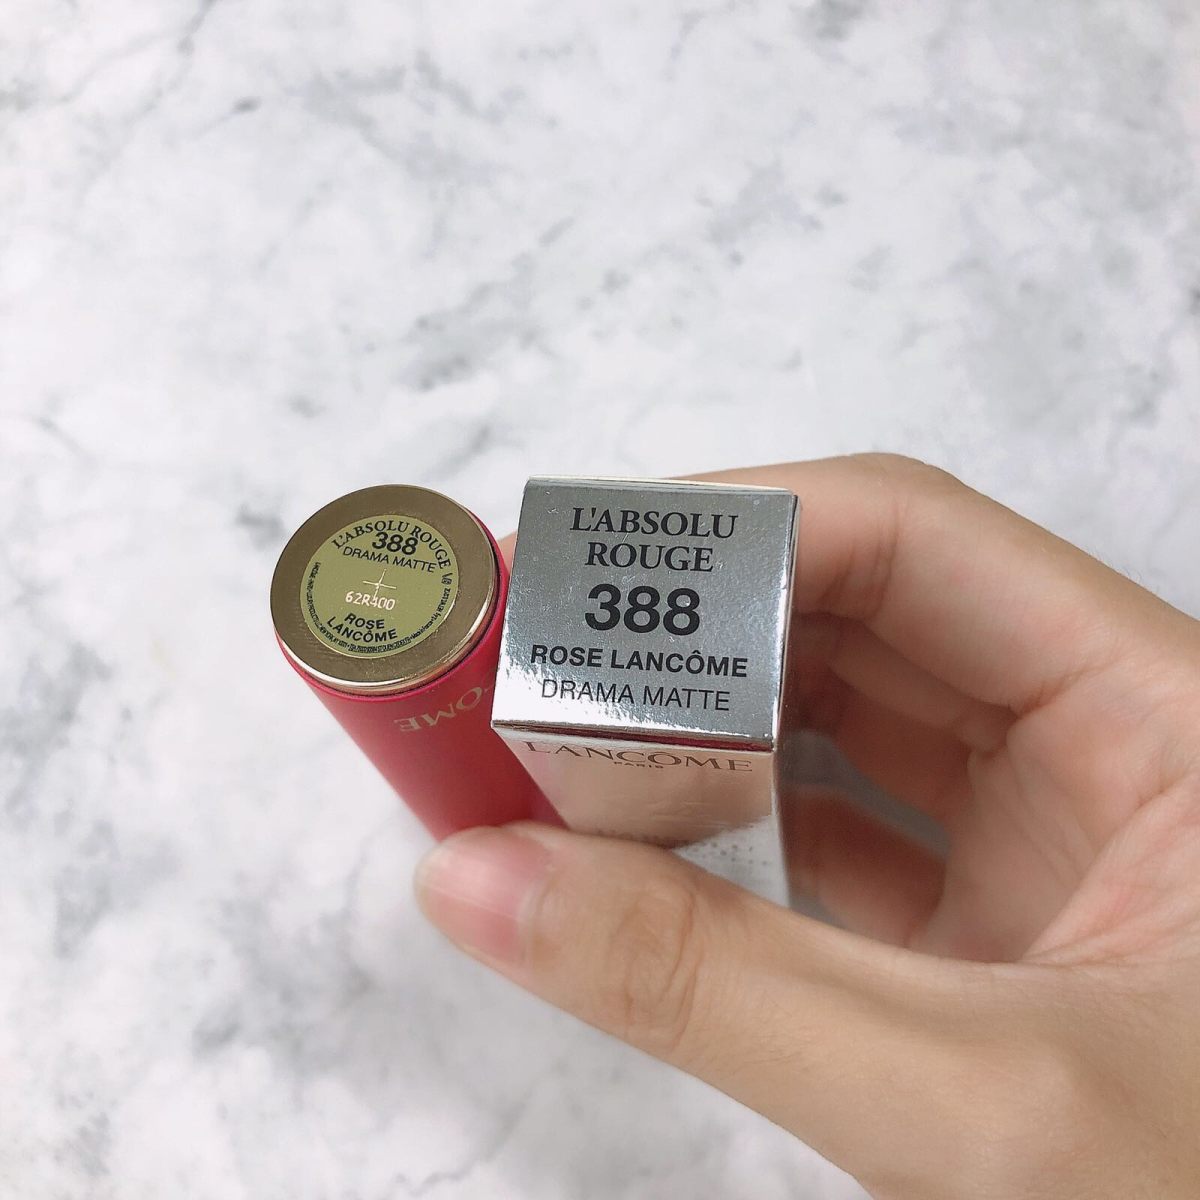 L'ABSOLU ROUGE
388
DRAMA MATTE
62R400
ROSE
LANCÔME
L'ABSOLU
ROUGE
388
ROSE LANCÔME
DRAMA MATTE
LANCÔME
PARIS